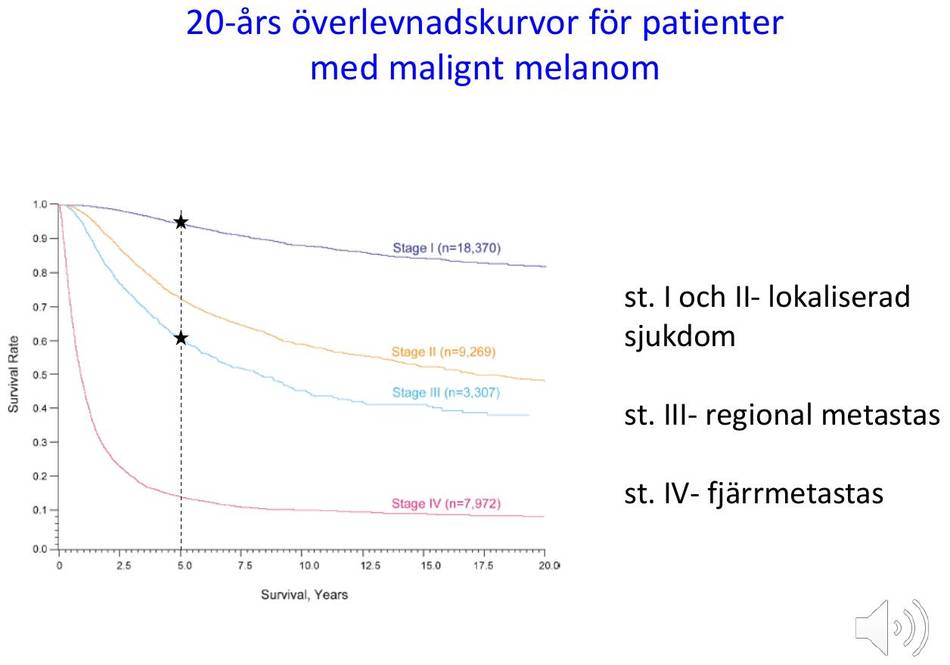 20-års överlevnadskurvor för patienter
med malignt melanom
1.0
0.9
0.8
0.7
0.6
0.5
0.4
0.3
0.2
0.1
0.0
Survival Rate
Stage I (n=18,370)
Stage II (n=9,269)
Stage III (n=3,307)
Stage IV (n=7,972)
0 2.5 5.0 7.5 10.0 12.5 15.0 17.5 20.0
Survival, Years
st. I och II- lokaliserad
sjukdom
st. III- regional metastas
st. IV- fjärrmetastas